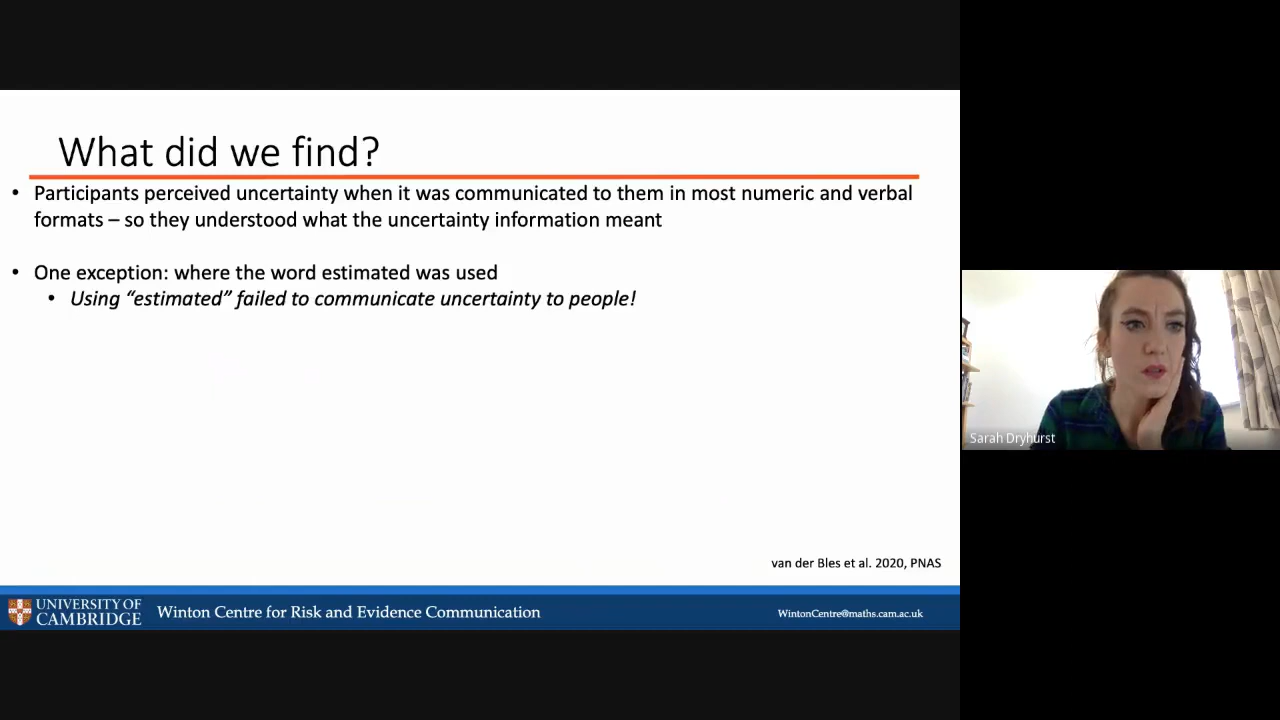 What did we find?
• Participants perceived uncertainty when it was communicated to them in most numeric and verbal
formats – so they understood what the uncertainty information meant
• One exception: where the word estimated was used
• Using “estimated” failed to communicate uncertainty to people!
van der Bles et al. 2020, PNAS
UNIVERSITY OF
CAMBRIDGE
Winton Centre for Risk and Evidence Communication
WintonCentre@maths.cam.ac.uk
Sarah Dryhurst